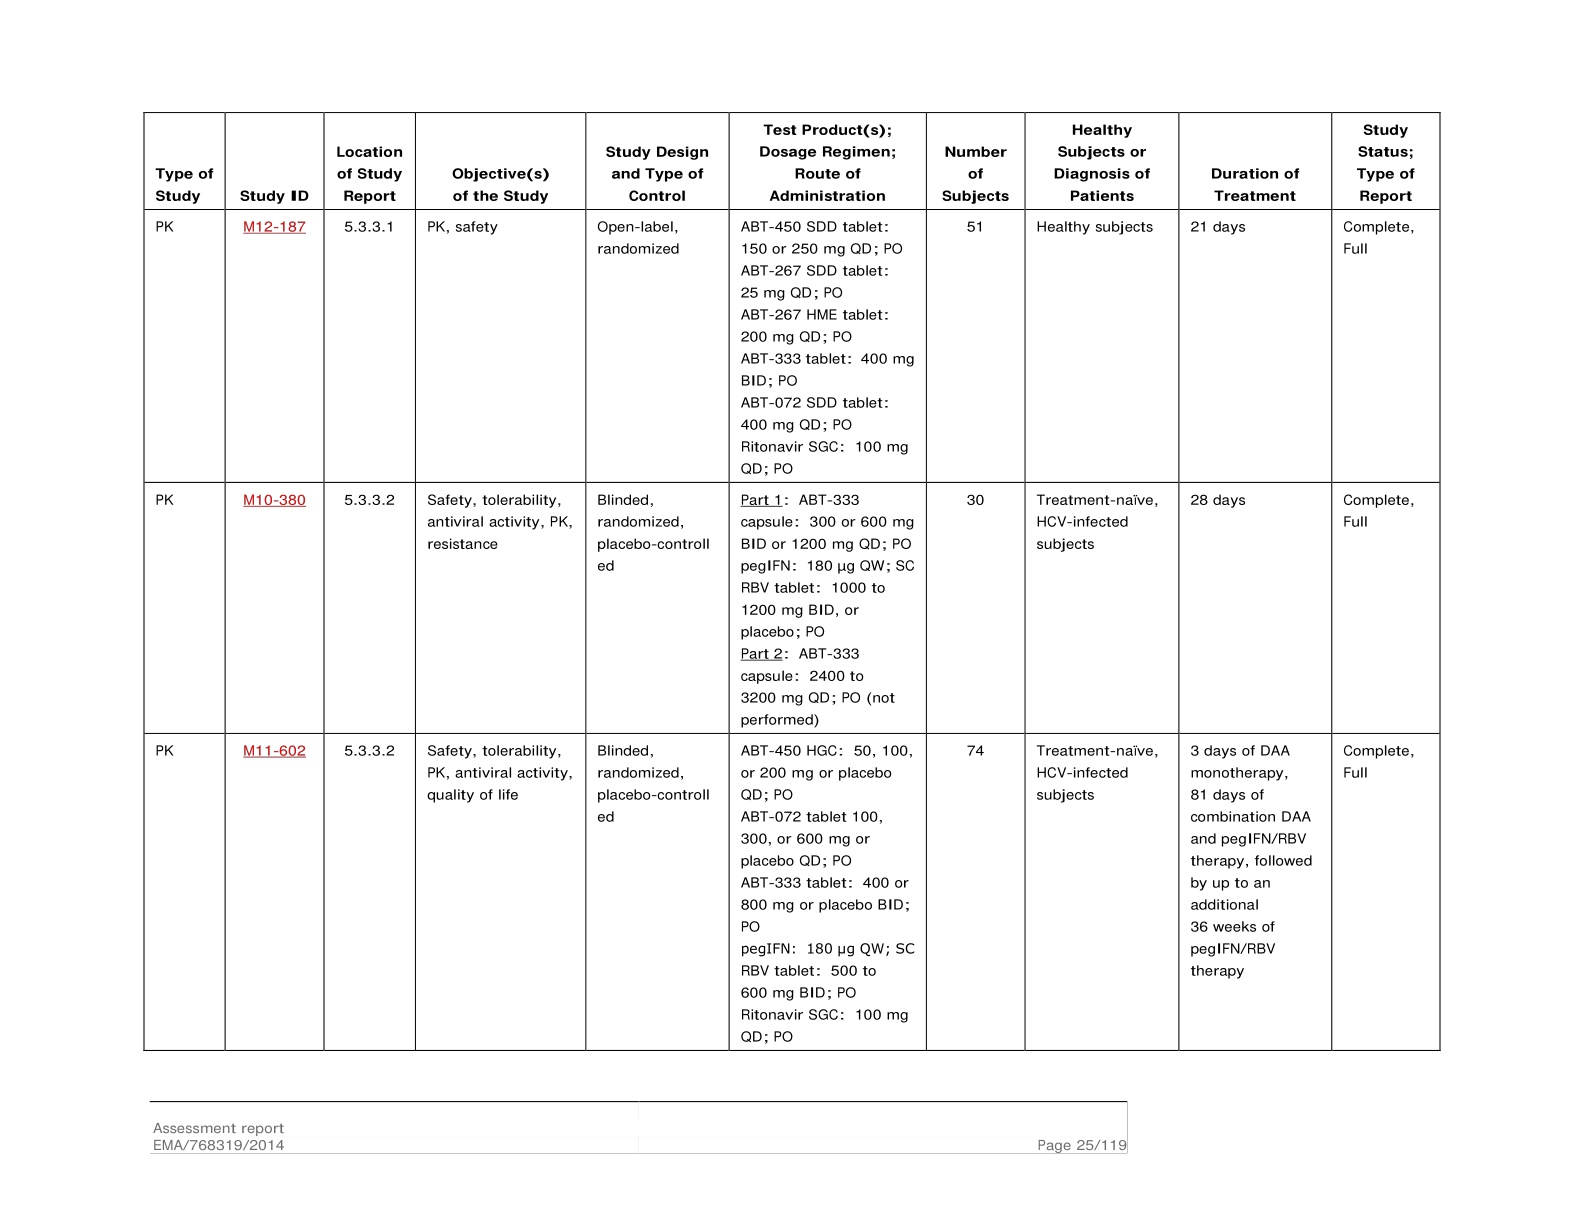 Type of Study
Study ID
Location of Study Report
Objective(s) of the Study
Study Design and Type of Control
Test Product(s); Dosage Regimen; Route of Administration
Number of Subjects
Healthy Subjects or Diagnosis of Patients
Duration of Treatment
Study Status; Type of Report
PK
M12-187
5.3.3.1
PK, safety
Open-label,
randomized
ABT-450 SDD tablet:
150 or 250 mg QD; PO
ABT-267 SDD tablet:
25 mg QD; PO
ABT-267 HME tablet:
200 mg QD; PO
ABT-333 tablet: 400 mg
BID; PO
ABT-072 SDD tablet:
400 mg QD; PO
Ritonavir SGC: 100 mg
QD; PO
51
Healthy subjects
21 days
Complete,
Full
PK
M10-380
5.3.3.2
Safety, tolerability,
antiviral activity, PK,
resistance
Blinded,
randomized,
placebo-controll
ed
Part 1: ABT-333
capsule: 300 or 600 mg
BID or 1200 mg QD; PO
pegIFN: 180 µg QW; SC
RBV tablet: 1000 to
1200 mg BID, or
placebo; PO
Part 2: ABT-333
capsule: 2400 to
3200 mg QD; PO (not
performed)
30
Treatment-naïve,
HCV-infected
subjects
28 days
Complete,
Full
PK
M11-602
5.3.3.2
Safety, tolerability,
PK, antiviral activity,
quality of life
Blinded,
randomized,
placebo-controll
ed
ABT-450 HGC: 50, 100,
or 200 mg or placebo
QD; PO
ABT-072 tablet 100,
300, or 600 mg or
placebo QD; PO
ABT-333 tablet: 400 or
800 mg or placebo BID;
PO
pegIFN: 180 µg QW; SC
RBV tablet: 500 to
600 mg BID; PO
Ritonavir SGC: 100 mg
QD; PO
74
Treatment-naïve,
HCV-infected
subjects
3 days of DAA
monotherapy,
81 days of
combination DAA
and pegIFN/RBV
therapy, followed
by up to an
additional
36 weeks of
pegIFN/RBV
therapy
Complete,
Full
Assessment report
EMA/768319/2014
Page 25/119